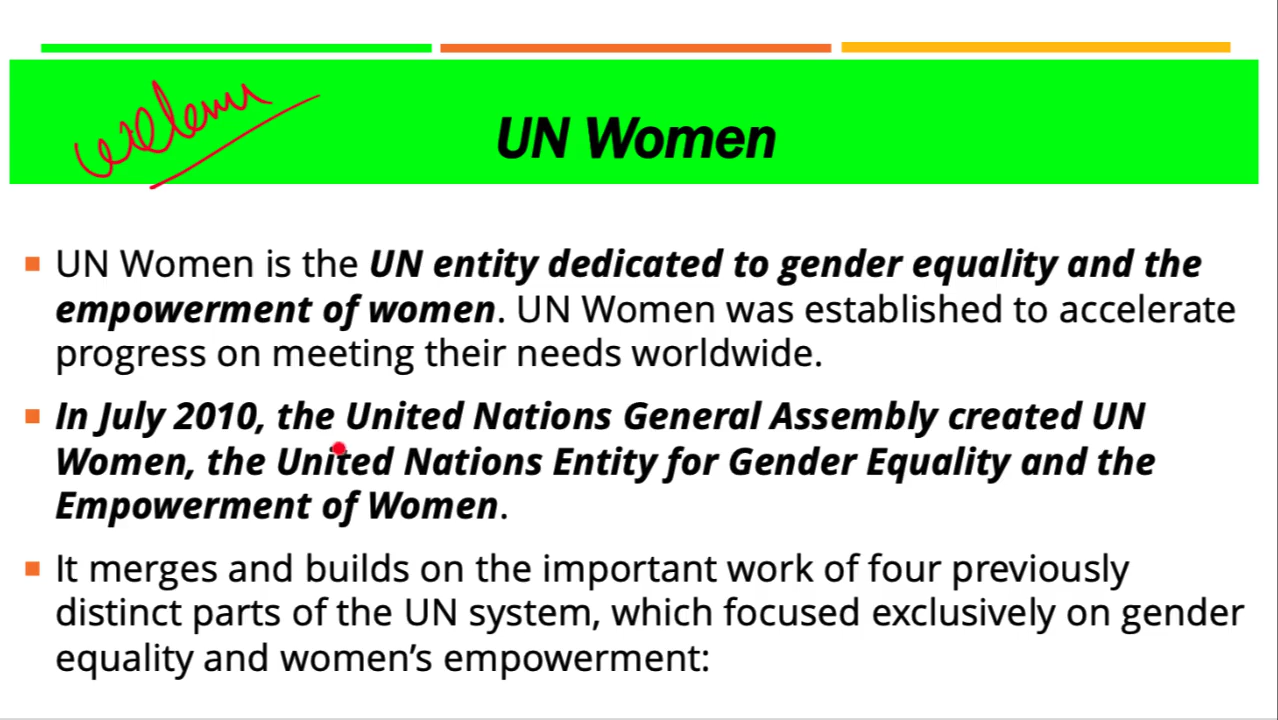 UN Women
UN Women is the UN entity dedicated to gender equality and the
empowerment of women. UN Women was established to accelerate
progress on meeting their needs worldwide.
In July 2010, the United Nations General Assembly created UN
Women, the United Nations Entity for Gender Equality and the
Empowerment of Women.
It merges and builds on the important work of four previously
distinct parts of the UN system, which focused exclusively on gender
equality and women’s empowerment: